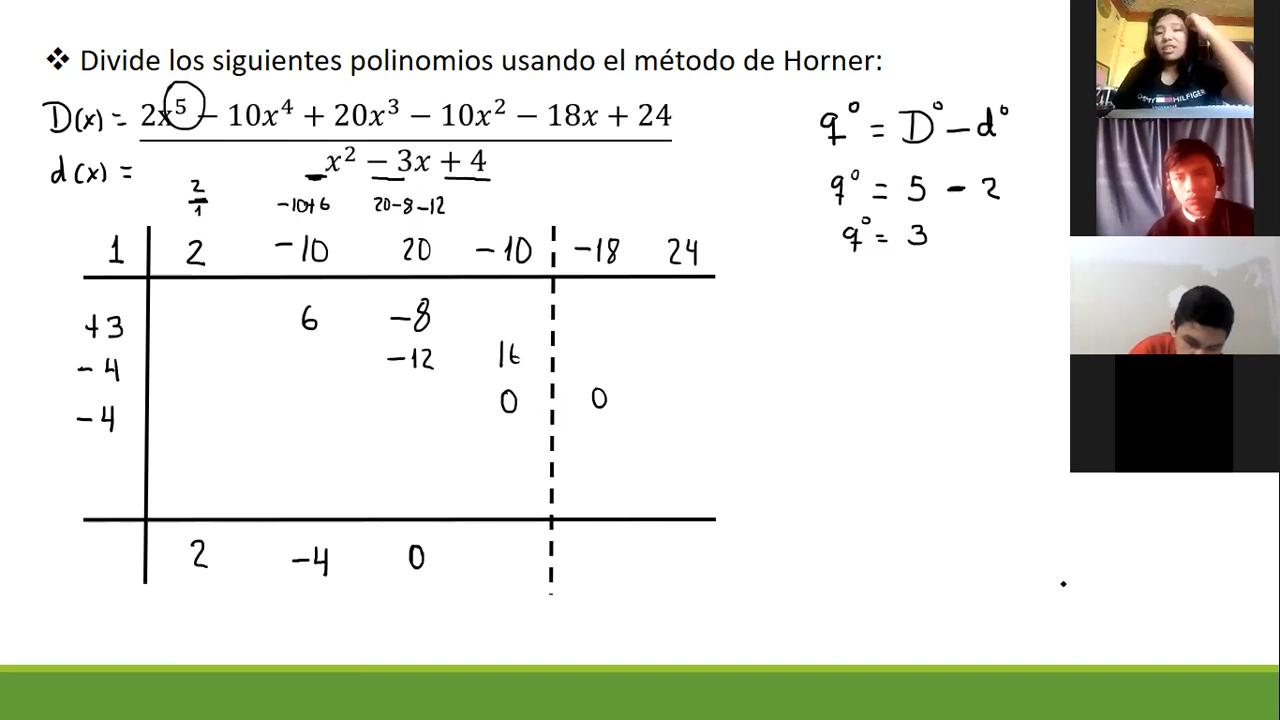 ❖ Divide los siguientes polinomios usando el método de Horner:
D(x) = 2x⁵ − 10x⁴ + 20x³ − 10x² − 18x + 24
d(x) = x² − 3x + 4
q° = D° − d°
q° = 5 − 2
q° = 3
2/1 −10+6 20−8−12
1 2 −10 20 −10 −18 24
+3 6 −8
−4 −12 16
−4 0 0
2 −4 0
TOMMY HILFIGER